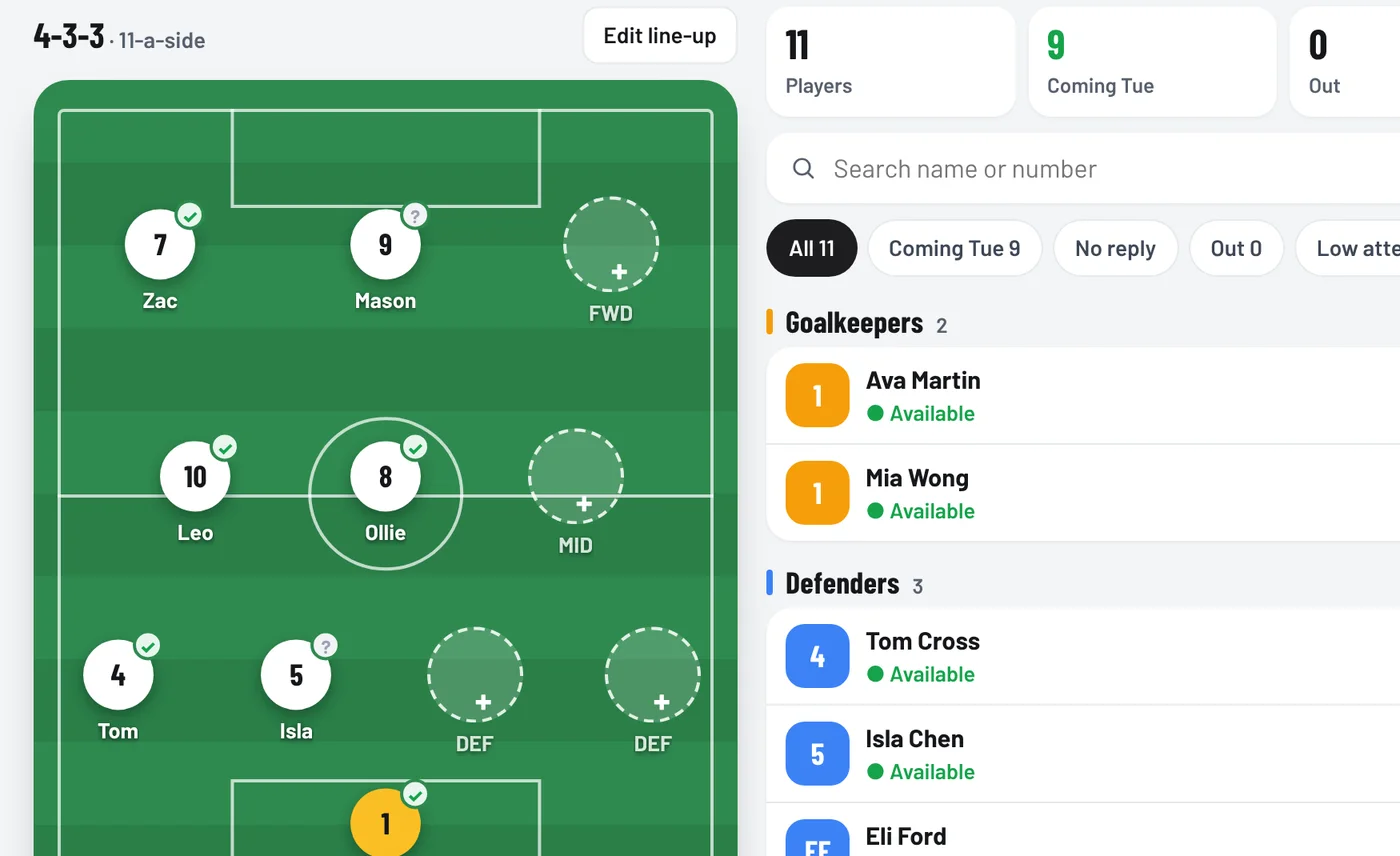 4-3-3 · 11-a-side
Edit line-up
7
Zac
9
?
Mason
+
FWD
10
Leo
8
Ollie
+
MID
4
Tom
5
?
Isla
+
DEF
+
DEF
1
11
Players
9
Coming Tue
0
Out
Search name or number
All 11
Coming Tue 9
No reply
Out 0
Low atte
Goalkeepers 2
1
Ava Martin
Available
1
Mia Wong
Available
Defenders 3
4
Tom Cross
Available
5
Isla Chen
Available
EF
Eli Ford